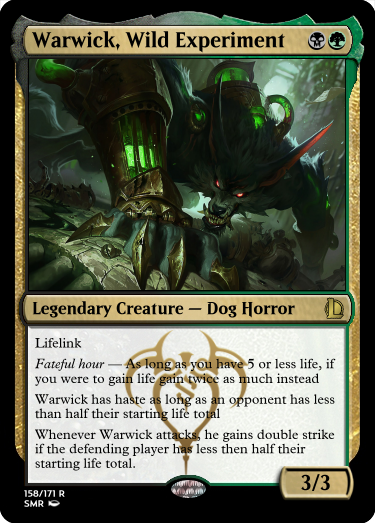 Warwick, Wild Experiment
Legendary Creature — Dog Horror
Lifelink
Fateful hour — As long as you have 5 or less life, if
you were to gain life gain twice as much instead
Warwick has haste as long as an opponent has less
than half their starting life total
Whenever Warwick attacks, he gains double strike
if the defending player has less then half their
starting life total.
3/3
158/171 R
SMR